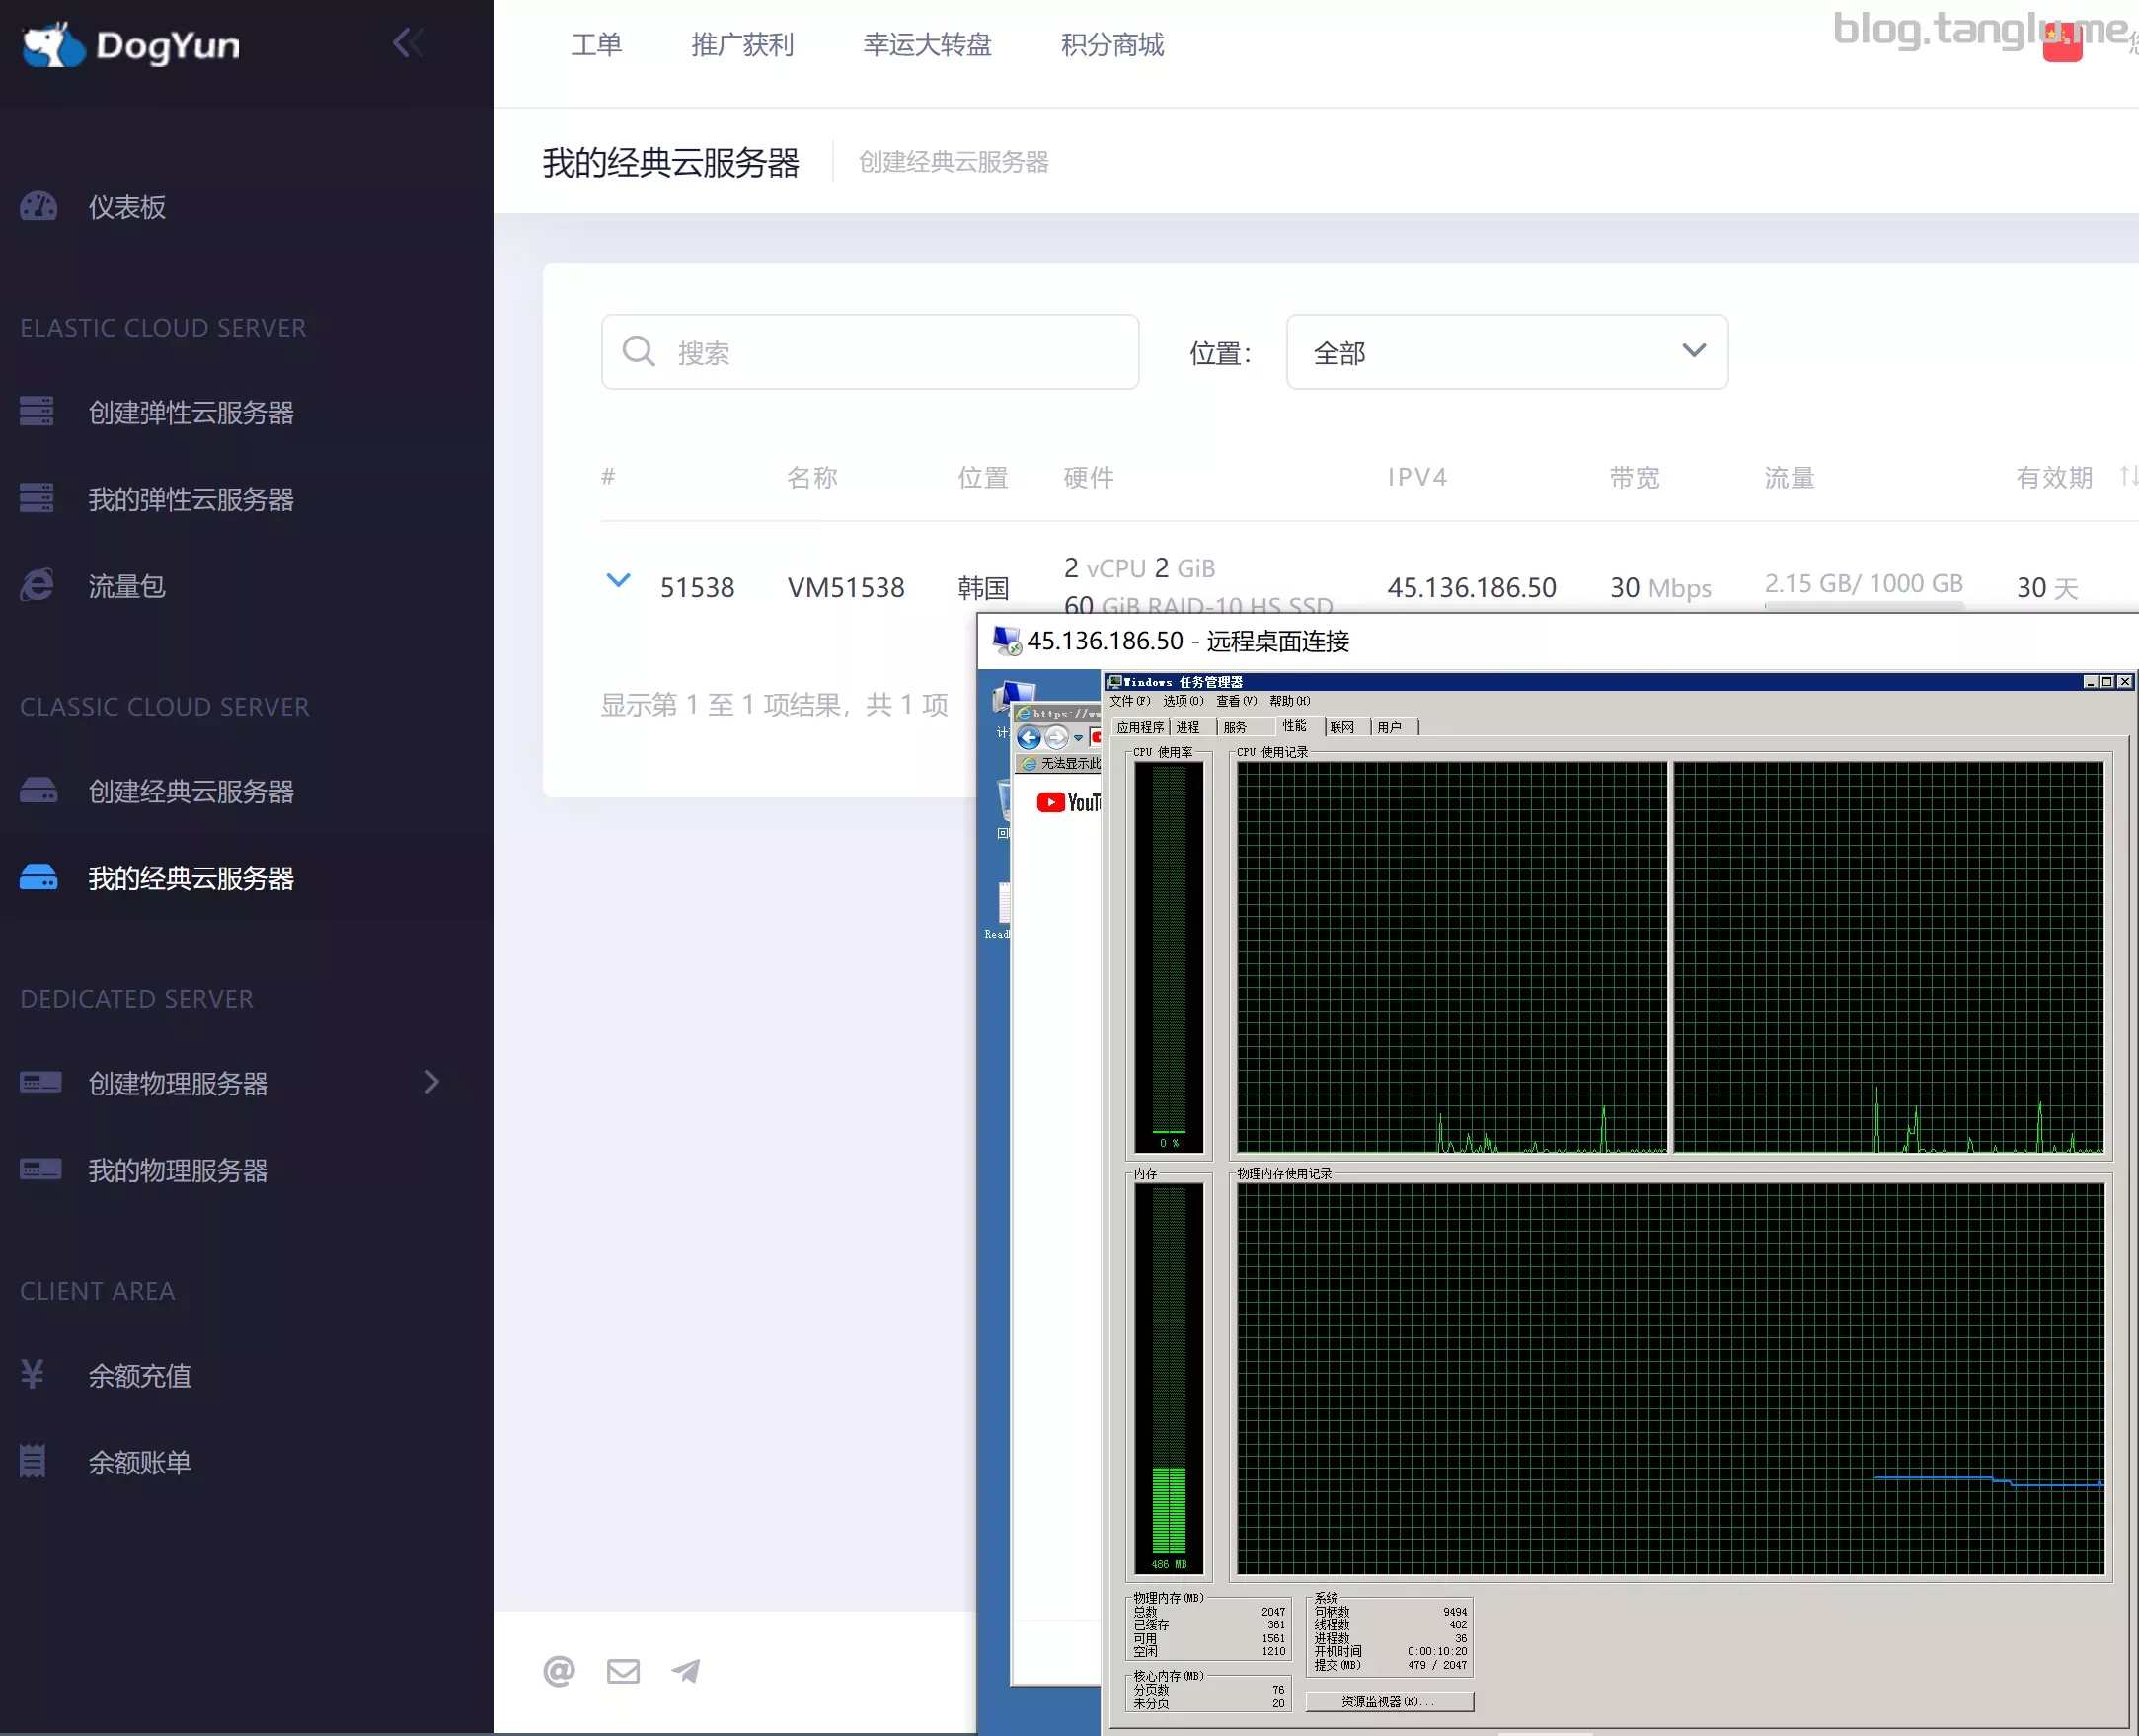 DogYun
工单 推广获利 幸运大转盘 积分商城
blog.tanglu.me
我的经典云服务器 创建经典云服务器
仪表板
ELASTIC CLOUD SERVER
创建弹性云服务器
我的弹性云服务器
流量包
CLASSIC CLOUD SERVER
创建经典云服务器
我的经典云服务器
DEDICATED SERVER
创建物理服务器
我的物理服务器
CLIENT AREA
余额充值
余额账单
搜索 位置： 全部
# 名称 位置 硬件 IPV4 带宽 流量 有效期
51538 VM51538 韩国 2 vCPU 2 GiB 45.136.186.50 30 Mbps 2.15 GB/ 1000 GB 30 天
60 GiB RAID-10 HS SSD
显示第 1 至 1 项结果，共 1 项
45.136.186.50 - 远程桌面连接
Windows 任务管理器
文件(F) 选项(O) 查看(V) 帮助(H)
应用程序 进程 服务 性能 联网 用户
https://w
无法显示此
YouT
Read
CPU 使用率 CPU 使用记录
0 %
内存 物理内存使用记录
486 MB
物理内存(MB)
总数 2047
已缓存 361
可用 1561
空闲 1210
核心内存(MB)
分页数 76
未分页 20
系统
句柄数 9494
线程数 402
进程数 36
开机时间 0:00:10:20
提交(MB) 479 / 2047
资源监视器(R)...